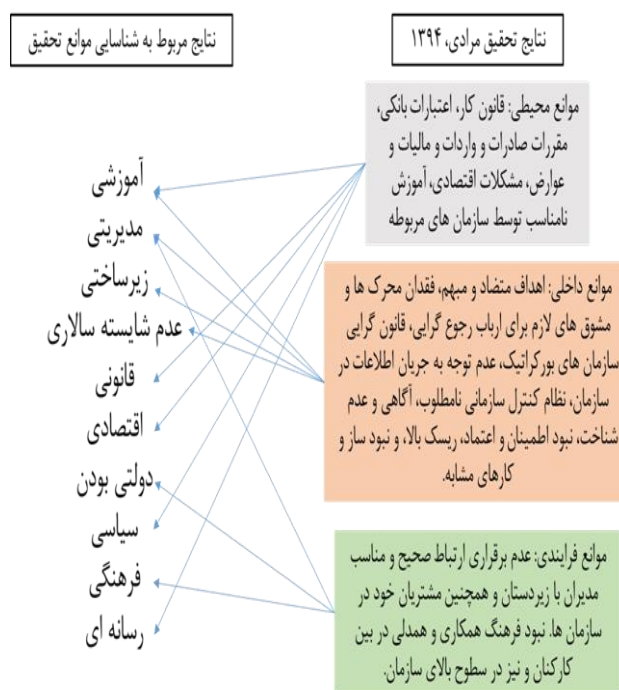 نتایج تحقیق مرادی، ۱۳۹۴
موانع محیطی: قانون کار، اعتبارات بانکی،
مقررات صادرات و واردات و مالیات و
عوارض، مشکلات اقتصادی، آموزش
نامناسب توسط سازمان های مربوطه
موانع داخلی: اهداف متضاد و مبهم، فقدان محرک ها و
مشوق های لازم برای ارباب رجوع گرایی، قانون گرایی
سازمان های بورکراتیک، عدم توجه به جریان اطلاعات در
سازمان، نظام کنترل سازمانی نامطلوب، آگاهی و عدم
شناخت، نبود اطمینان و اعتماد، ریسک بالا، و نبود ساز و
کارهای مشابه.
موانع فرایندی: عدم برقراری ارتباط صحیح و مناسب
مدیران با زیردستان و همچنین مشتریان خود در
سازمان ها. نبود فرهنگ همکاری و همدلی در بین
کارکنان و نیز در سطوح بالای سازمان.
نتایج مربوط به شناسایی موانع تحقیق
آموزشی
مدیریتی
زیرساختی
عدم شایسته سالاری
قانونی
اقتصادی
دولتی بودن
سیاسی
فرهنگی
رسانه ای